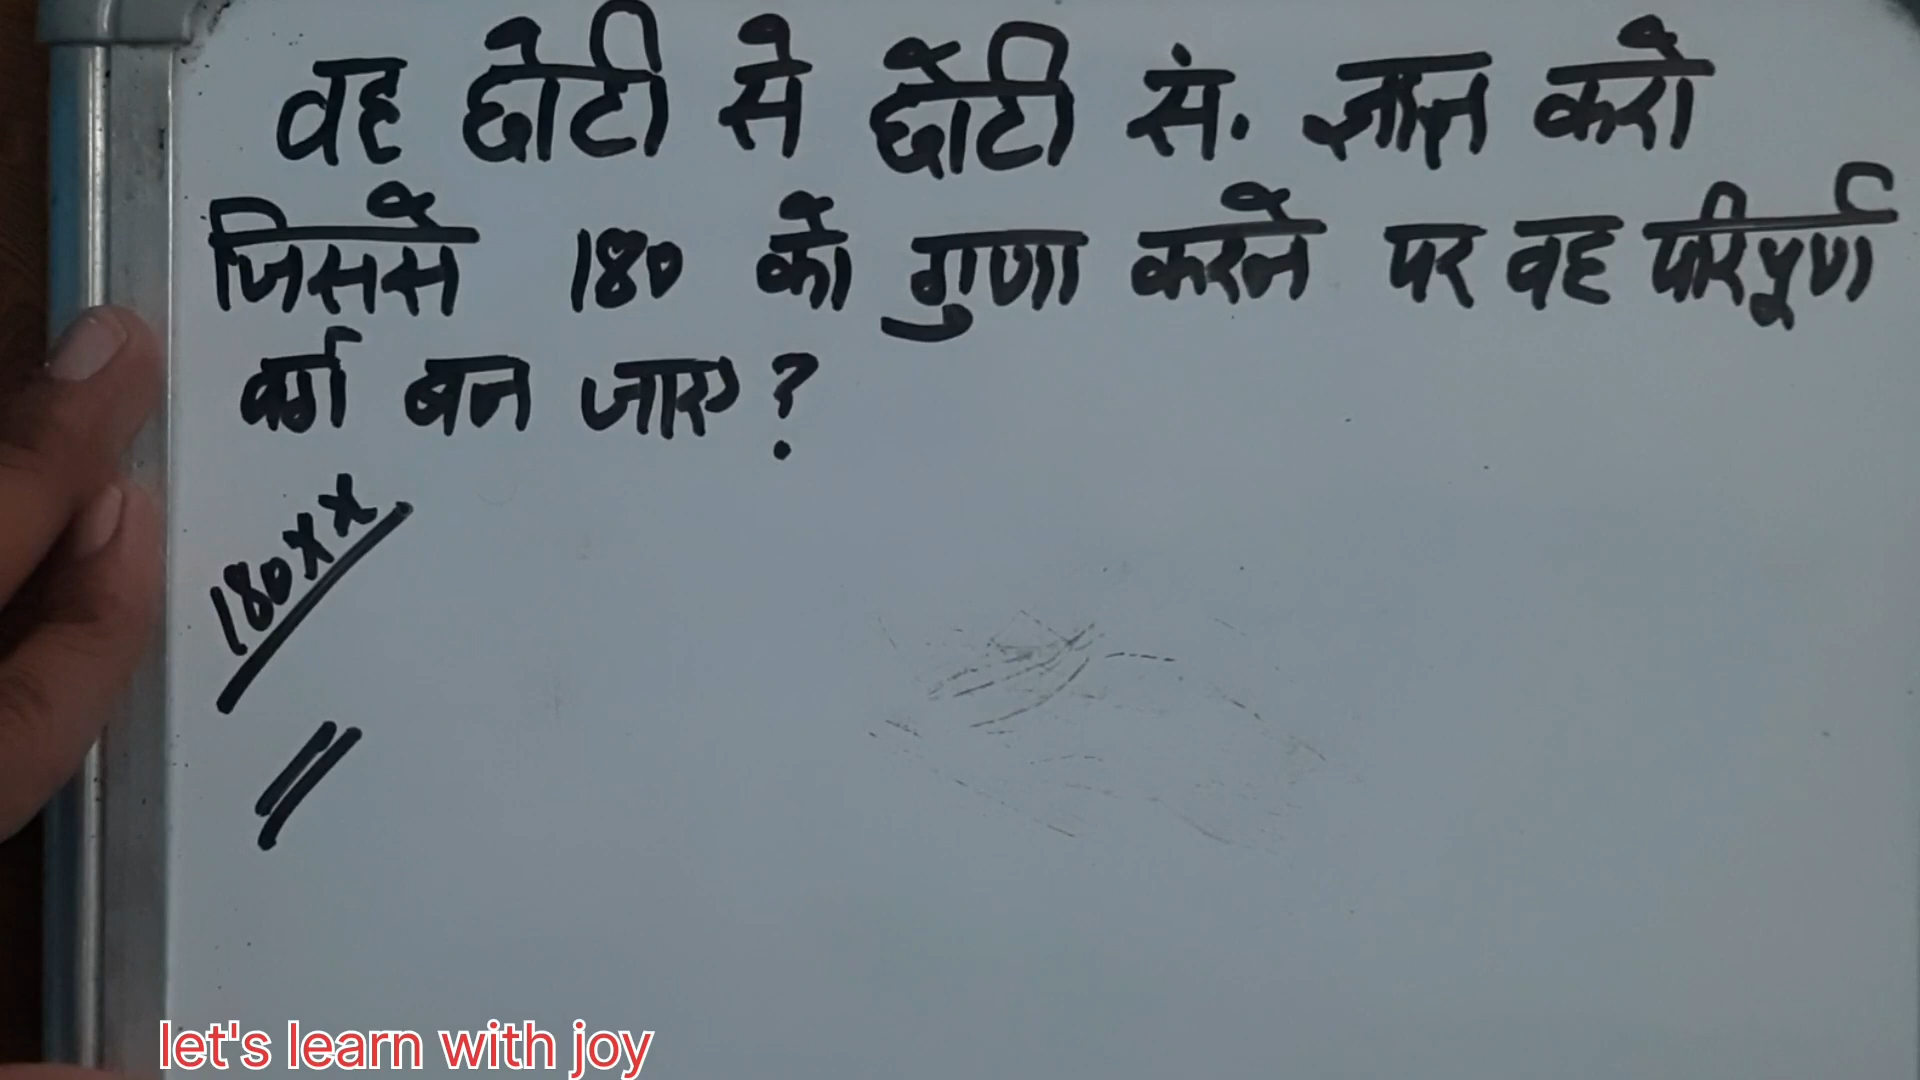 वह छोटी से छोटी सं. ज्ञात करो
जिससे 180 को गुणा करने पर वह परिपूर्ण
वर्ग बन जाए?
180×x
let's learn with joy